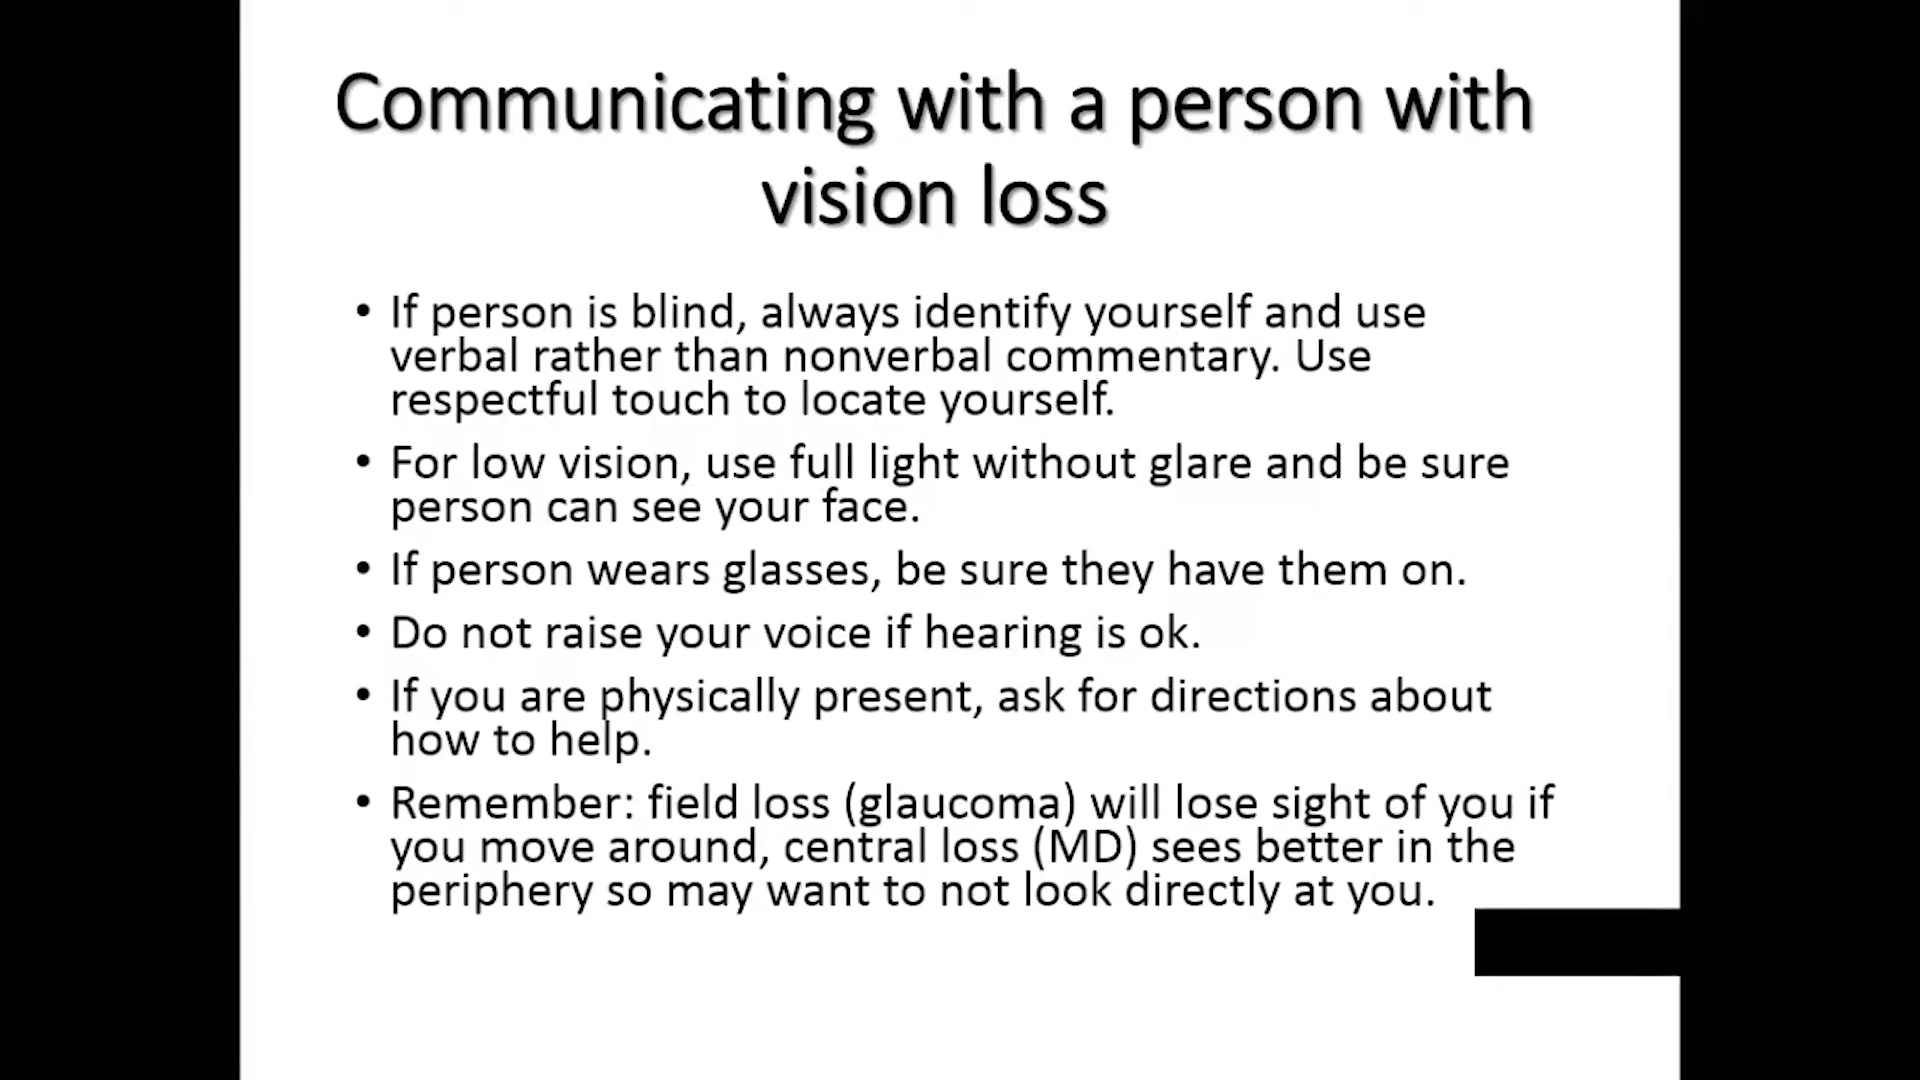 Communicating with a person with
vision loss
• If person is blind, always identify yourself and use
verbal rather than nonverbal commentary. Use
respectful touch to locate yourself.
• For low vision, use full light without glare and be sure
person can see your face.
• If person wears glasses, be sure they have them on.
• Do not raise your voice if hearing is ok.
• If you are physically present, ask for directions about
how to help.
• Remember: field loss (glaucoma) will lose sight of you if
you move around, central loss (MD) sees better in the
periphery so may want to not look directly at you.